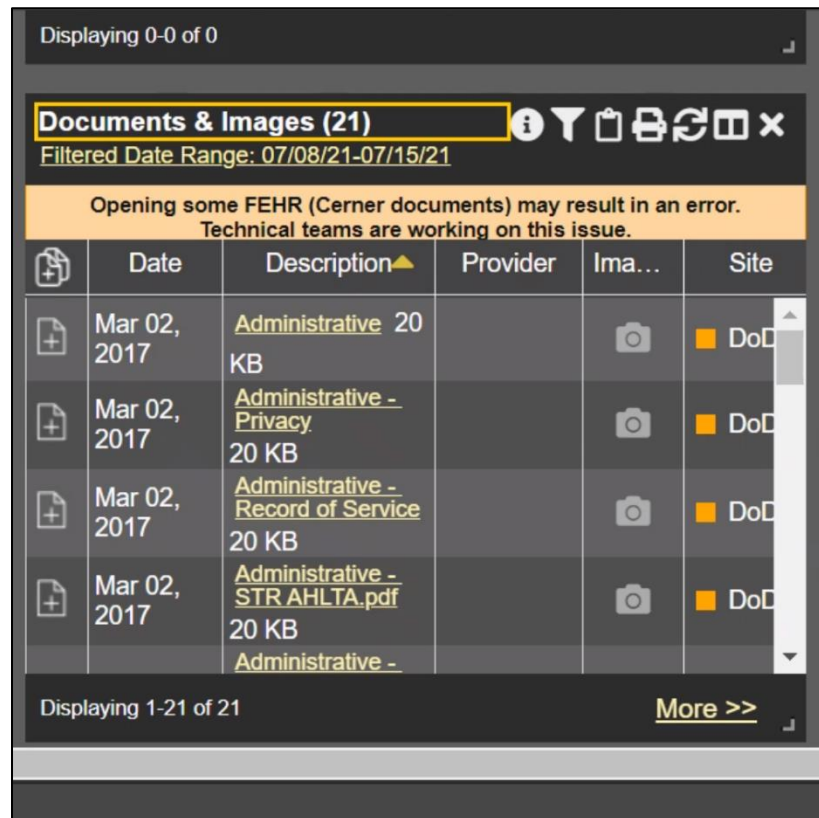 Displaying 0-0 of 0
Documents & Images (21)
Filtered Date Range: 07/08/21-07/15/21
Opening some FEHR (Cerner documents) may result in an error.
Technical teams are working on this issue.
Date Description Provider Ima... Site
Mar 02, 2017 Administrative 20 KB DoD
Mar 02, 2017 Administrative - Privacy 20 KB DoD
Mar 02, 2017 Administrative - Record of Service 20 KB DoD
Mar 02, 2017 Administrative - STR AHLTA.pdf 20 KB DoD
Administrative -
Displaying 1-21 of 21
More >>